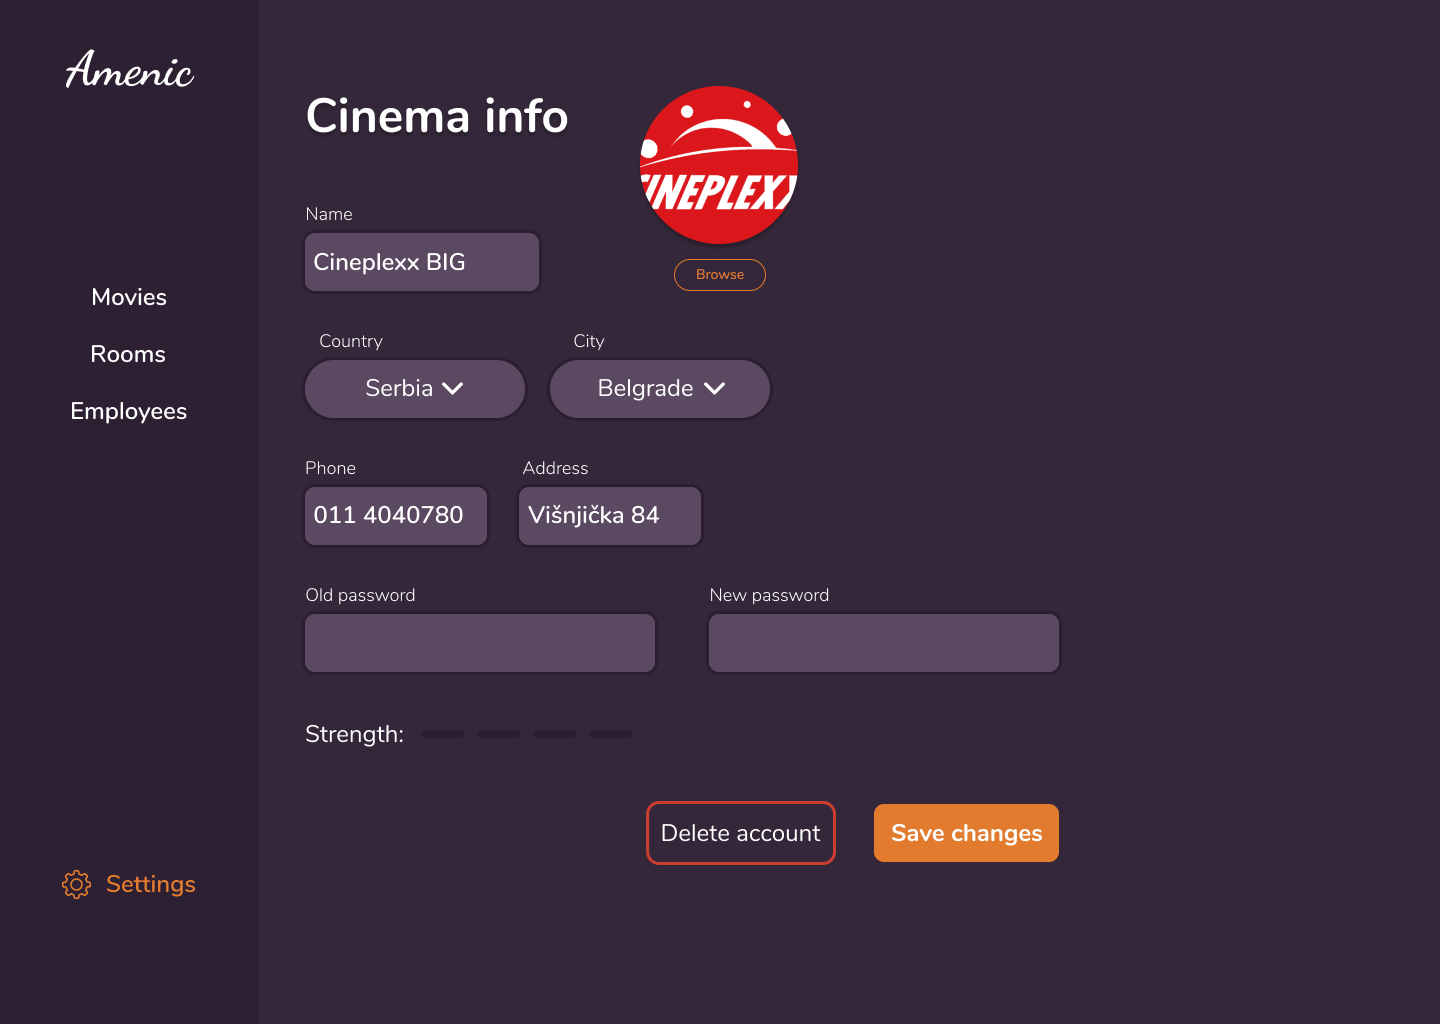 Amenic
Cinema info
CINEPLEXX
Name
Cineplexx BIG
Browse
Movies
Rooms
Employees
Country
City
Serbia
Belgrade
Phone
Address
011 4040780
Višnjička 84
Old password
New password
Strength:
Delete account
Save changes
Settings